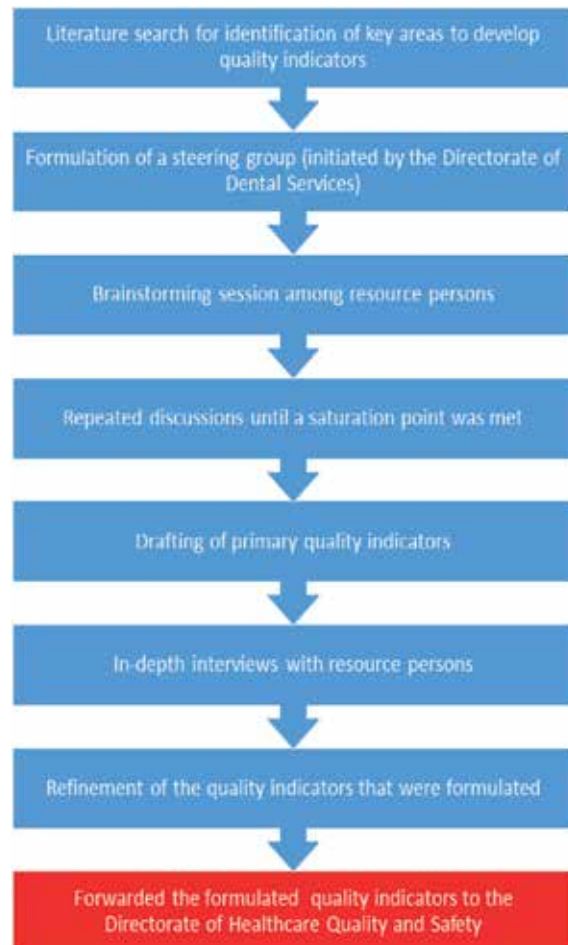 Literature search for identification of key areas to develop
quality indicators
Formulation of a steering group (initiated by the Directorate of
Dental Services)
Brainstorming session among resource persons
Repeated discussions until a saturation point was met
Drafting of primary quality indicators
In-depth interviews with resource persons
Refinement of the quality indicators that were formulated
Forwarded the formulated quality indicators to the
Directorate of Healthcare Quality and Safety